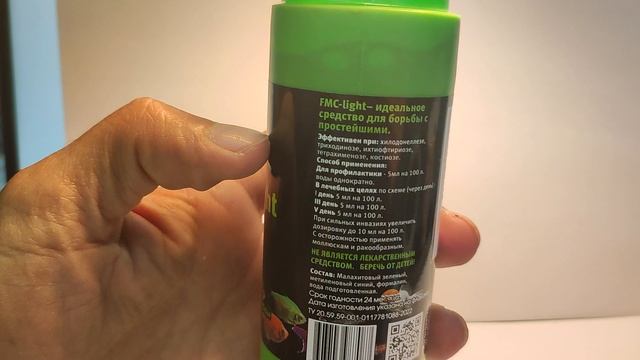 FMC-light– идеальное
средство для борьбы с
простейшими.
Эффективен при: хилодонеллезе,
триходинозе, ихтиофтириозе,
тетрахименозе, костиозе.
Способ применения:
Для профилактики - 5мл на 100 л.
воды однократно.
В лечебных целях по схеме (через день)
I день 5 мл на 100 л.
III день 5 мл на 100 л.
V день 5 мл на 100 л.
При сильных инвазиях увеличить
дозировку до 10 мл на 100 л.
С осторожностью применять
моллюскам и ракообразным.
НЕ ЯВЛЯЕТСЯ ЛЕКАРСТВЕННЫМ
СРЕДСТВОМ. БЕРЕЧЬ ОТ ДЕТЕЙ!
Состав: Малахитовый зеленый,
метиленовый синий, формалин,
вода подготовленная.
Срок годности 24 месяца
Дата изготовления указана
ТУ 20.59.59-001-0117781088-2022
ht